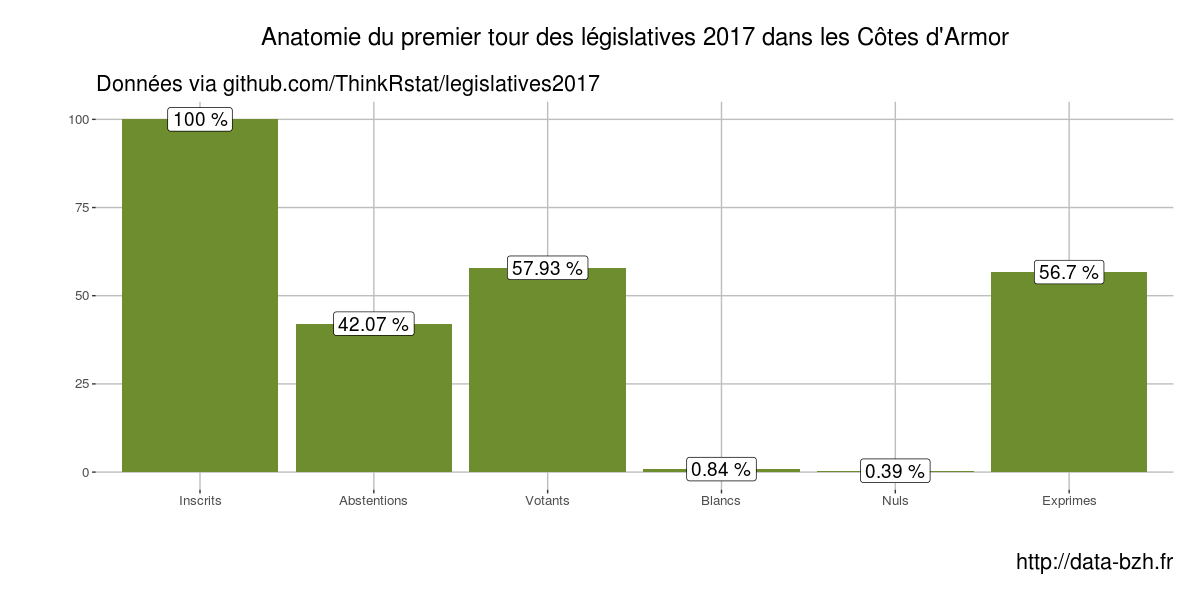 Anatomie du premier tour des législatives 2017 dans les Côtes d'Armor
Données via github.com/ThinkRstat/legislatives2017
100
75
50
25
0
100 %
42.07 %
57.93 %
0.84 %
0.39 %
56.7 %
Inscrits
Abstentions
Votants
Blancs
Nuls
Exprimes
http://data-bzh.fr